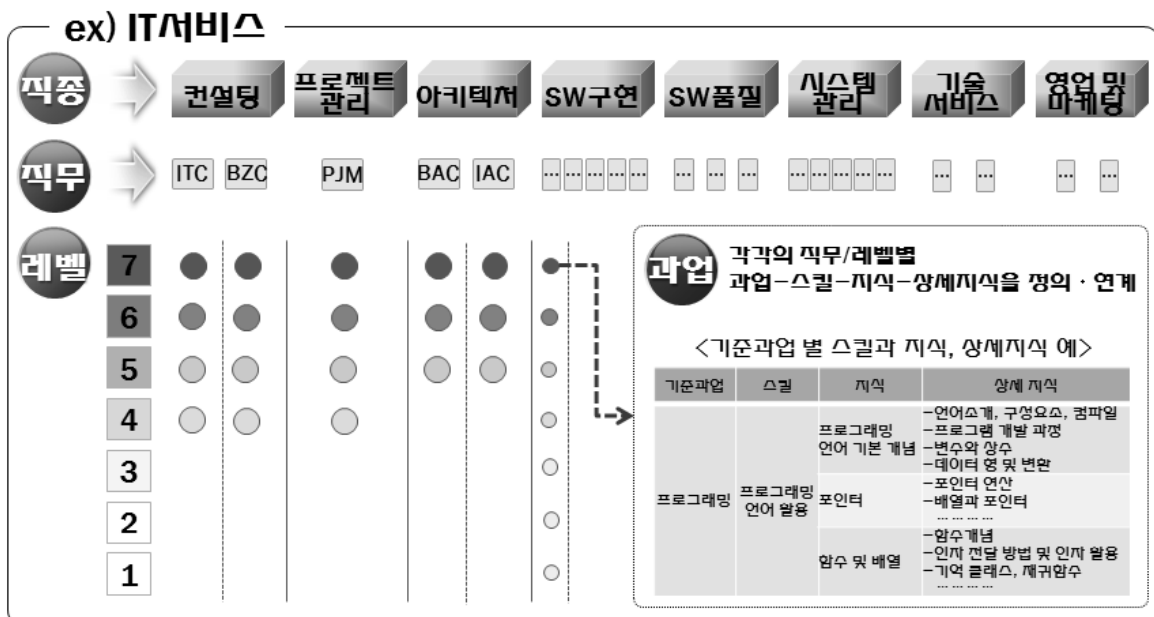 ex) IT서비스
직종
컨설팅
프로젝트
관리
아키텍처
SW구현
SW품질
시스템
관리
기술
서비스
영업 및
마케팅
직무
ITC BZC PJM BAC IAC ... ... ... ... ... ... ... ... ... ... ... ... ... ... ... ... ...
레벨
7
6
5
4
3
2
1
과업
각각의 직무/레벨별
과업-스킬-지식-상세지식을 정의 · 연계
<기준과업 별 스킬과 지식, 상세지식 예>
기준과업 스킬 지식 상세 지식
프로그래밍
프로그래밍
언어 활용
프로그래밍
언어 기본 개념
-언어소개, 구성요소, 컴파일
-프로그램 개발 과정
-변수와 상수
-데이터 형 및 변환
포인터
-포인터 연산
-배열과 포인터
... ... ... ...
함수 및 배열
-함수개념
-인자 전달 방법 및 인자 활용
-기억 클래스, 재귀함수
... ... ... ...